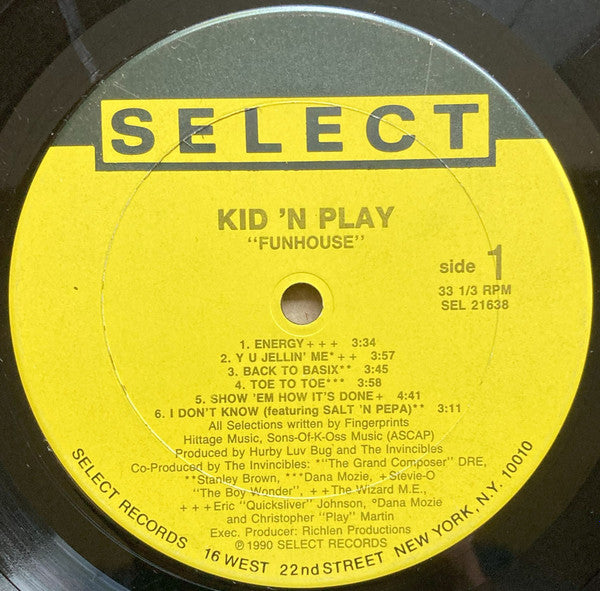 SELECT
KID 'N PLAY
"FUNHOUSE"
side 1
33 1/3 RPM
SEL 21638
1. ENERGY+++ 3:34
2. Y U JELLIN' ME*++ 3:57
3. BACK TO BASIX** 3:45
4. TOE TO TOE*** 3:58
5. SHOW 'EM HOW IT'S DONE+ 4:41
6. I DON'T KNOW (featuring SALT 'N PEPA)** 3:11
All Selections written by Fingerprints
Hittage Music, Sons-Of-K-Oss Music (ASCAP)
Produced by Hurby Luv Bug and The Invincibles
Co-Produced by The Invincibles: *"The Grand Composer" DRE,
**Stanley Brown, ***Dana Mozie, +Stevie-O
"The Boy Wonder", ++The Wizard M.E.,
+++Eric "Quicksliver" Johnson, °Dana Mozie
and Christopher "Play" Martin
Exec. Producer: Richlen Productions
℗ 1990 SELECT RECORDS
SELECT RECORDS 16 WEST 22nd STREET NEW YORK, N.Y. 10010